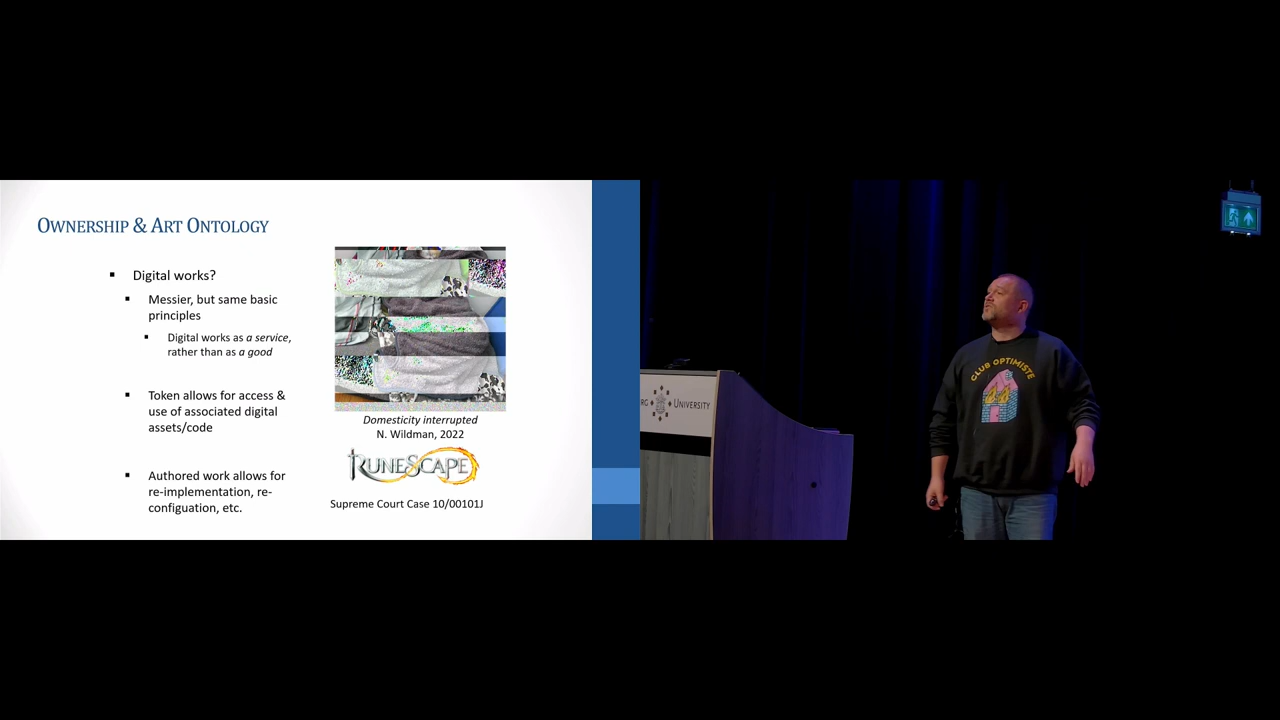 OWNERSHIP & ART ONTOLOGY
Digital works?
Messier, but same basic
principles
Digital works as a service,
rather than as a good
Token allows for access &
use of associated digital
assets/code
Authored work allows for
re-implementation, re-
configuation, etc.
Domesticity interrupted
N. Wildman, 2022
RUNESCAPE
Supreme Court Case 10/00101J
RG UNIVERSITY
CLUB OPTIMISTE